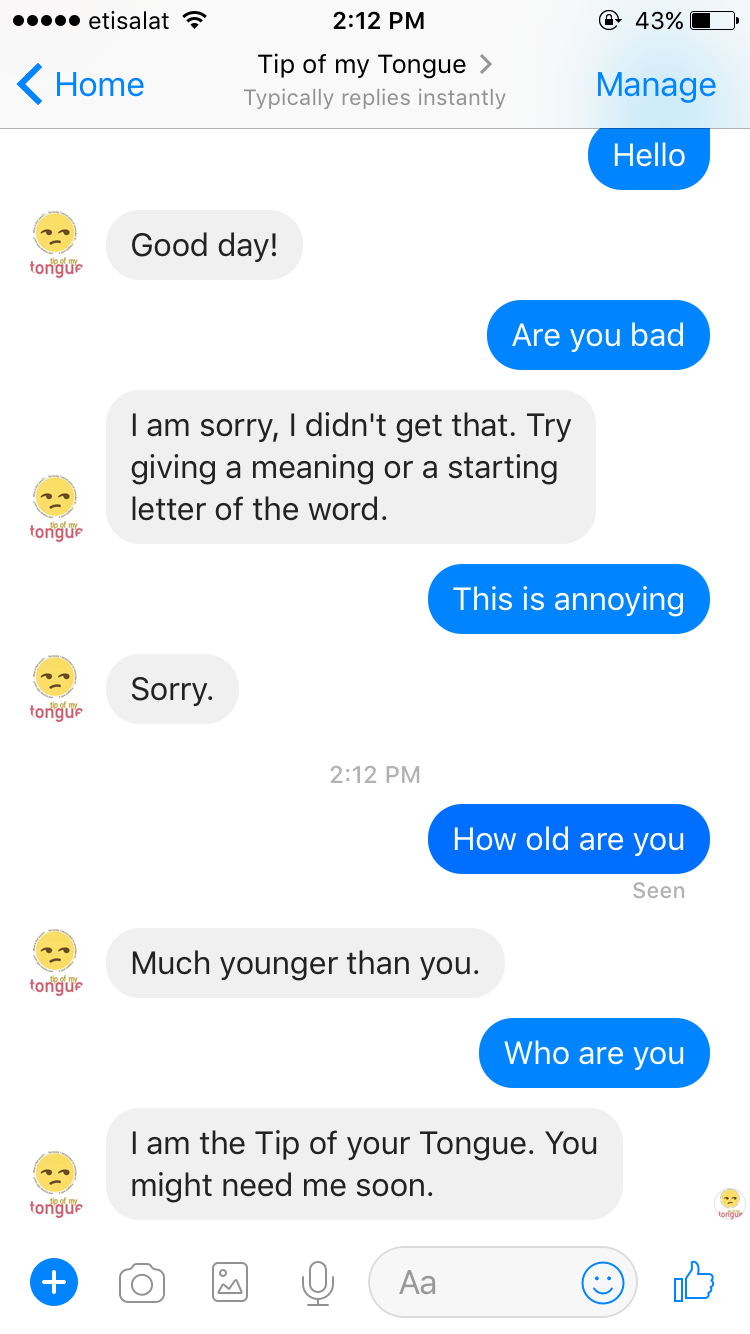 etisalat 2:12 PM 43%
Home Tip of my Tongue Manage
Typically replies instantly
Hello
tip of my
tongue
Good day!
Are you bad
I am sorry, I didn't get that. Try
giving a meaning or a starting
letter of the word.
tip of my
tongue
This is annoying
Sorry.
tip of my
tongue
2:12 PM
How old are you
Seen
Much younger than you.
tip of my
tongue
Who are you
I am the Tip of your Tongue. You
might need me soon.
tip of my
tongue
tongue
Aa